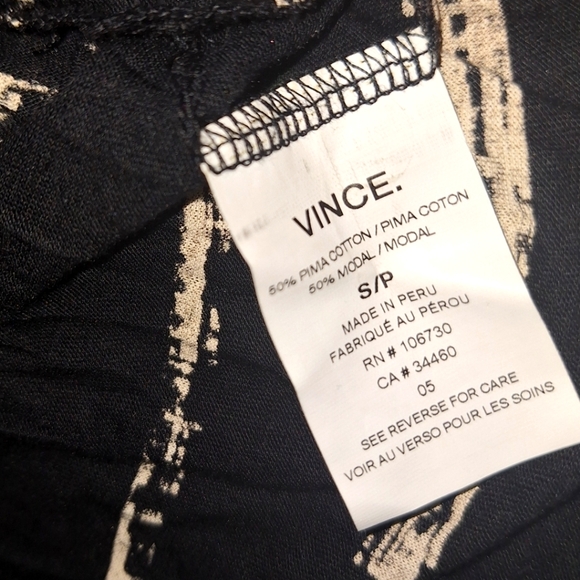 VINCE.
50% PIMA COTTON / PIMA COTON
50% MODAL / MODAL
S/P
MADE IN PERU
FABRIQUÉ AU PÉROU
RN # 106730
CA # 34460
05
SEE REVERSE FOR CARE
VOIR AU VERSO POUR LES SOINS